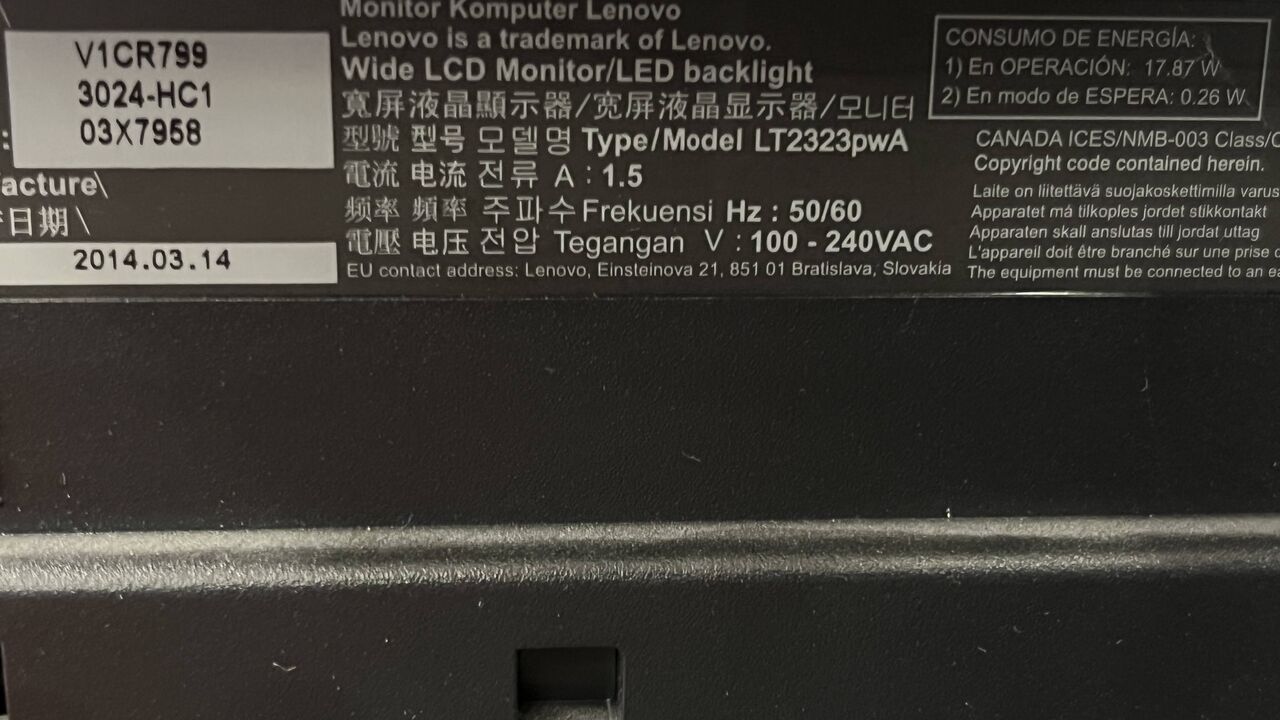 V1CR799
3024-HC1
03X7958
acture\
日期 \
2014.03.14
Monitor Komputer Lenovo
Lenovo is a trademark of Lenovo.
Wide LCD Monitor/LED backlight
寬屏液晶顯示器/宽屏液晶显示器/모니터
型號 型号 모델명 Type/Model LT2323pwA
電流 电流 전류 A : 1.5
频率 頻率 주파수 Frekuensi Hz : 50/60
電壓 电压 전압 Tegangan V : 100 - 240VAC
EU contact address: Lenovo, Einsteinova 21, 851 01 Bratislava, Slovakia
CONSUMO DE ENERGÍA:
1) En OPERACIÓN: 17.87 W
2) En modo de ESPERA: 0.26 W
CANADA ICES/NMB-003 Class/
Copyright code contained herein.
Laite on liitettävä suojakoskettimilla varus
Apparatet må tilkoples jordet stikkontakt
Apparaten skall anslutas till jordat uttag
L'appareil doit être branché sur une prise
The equipment must be connected to an